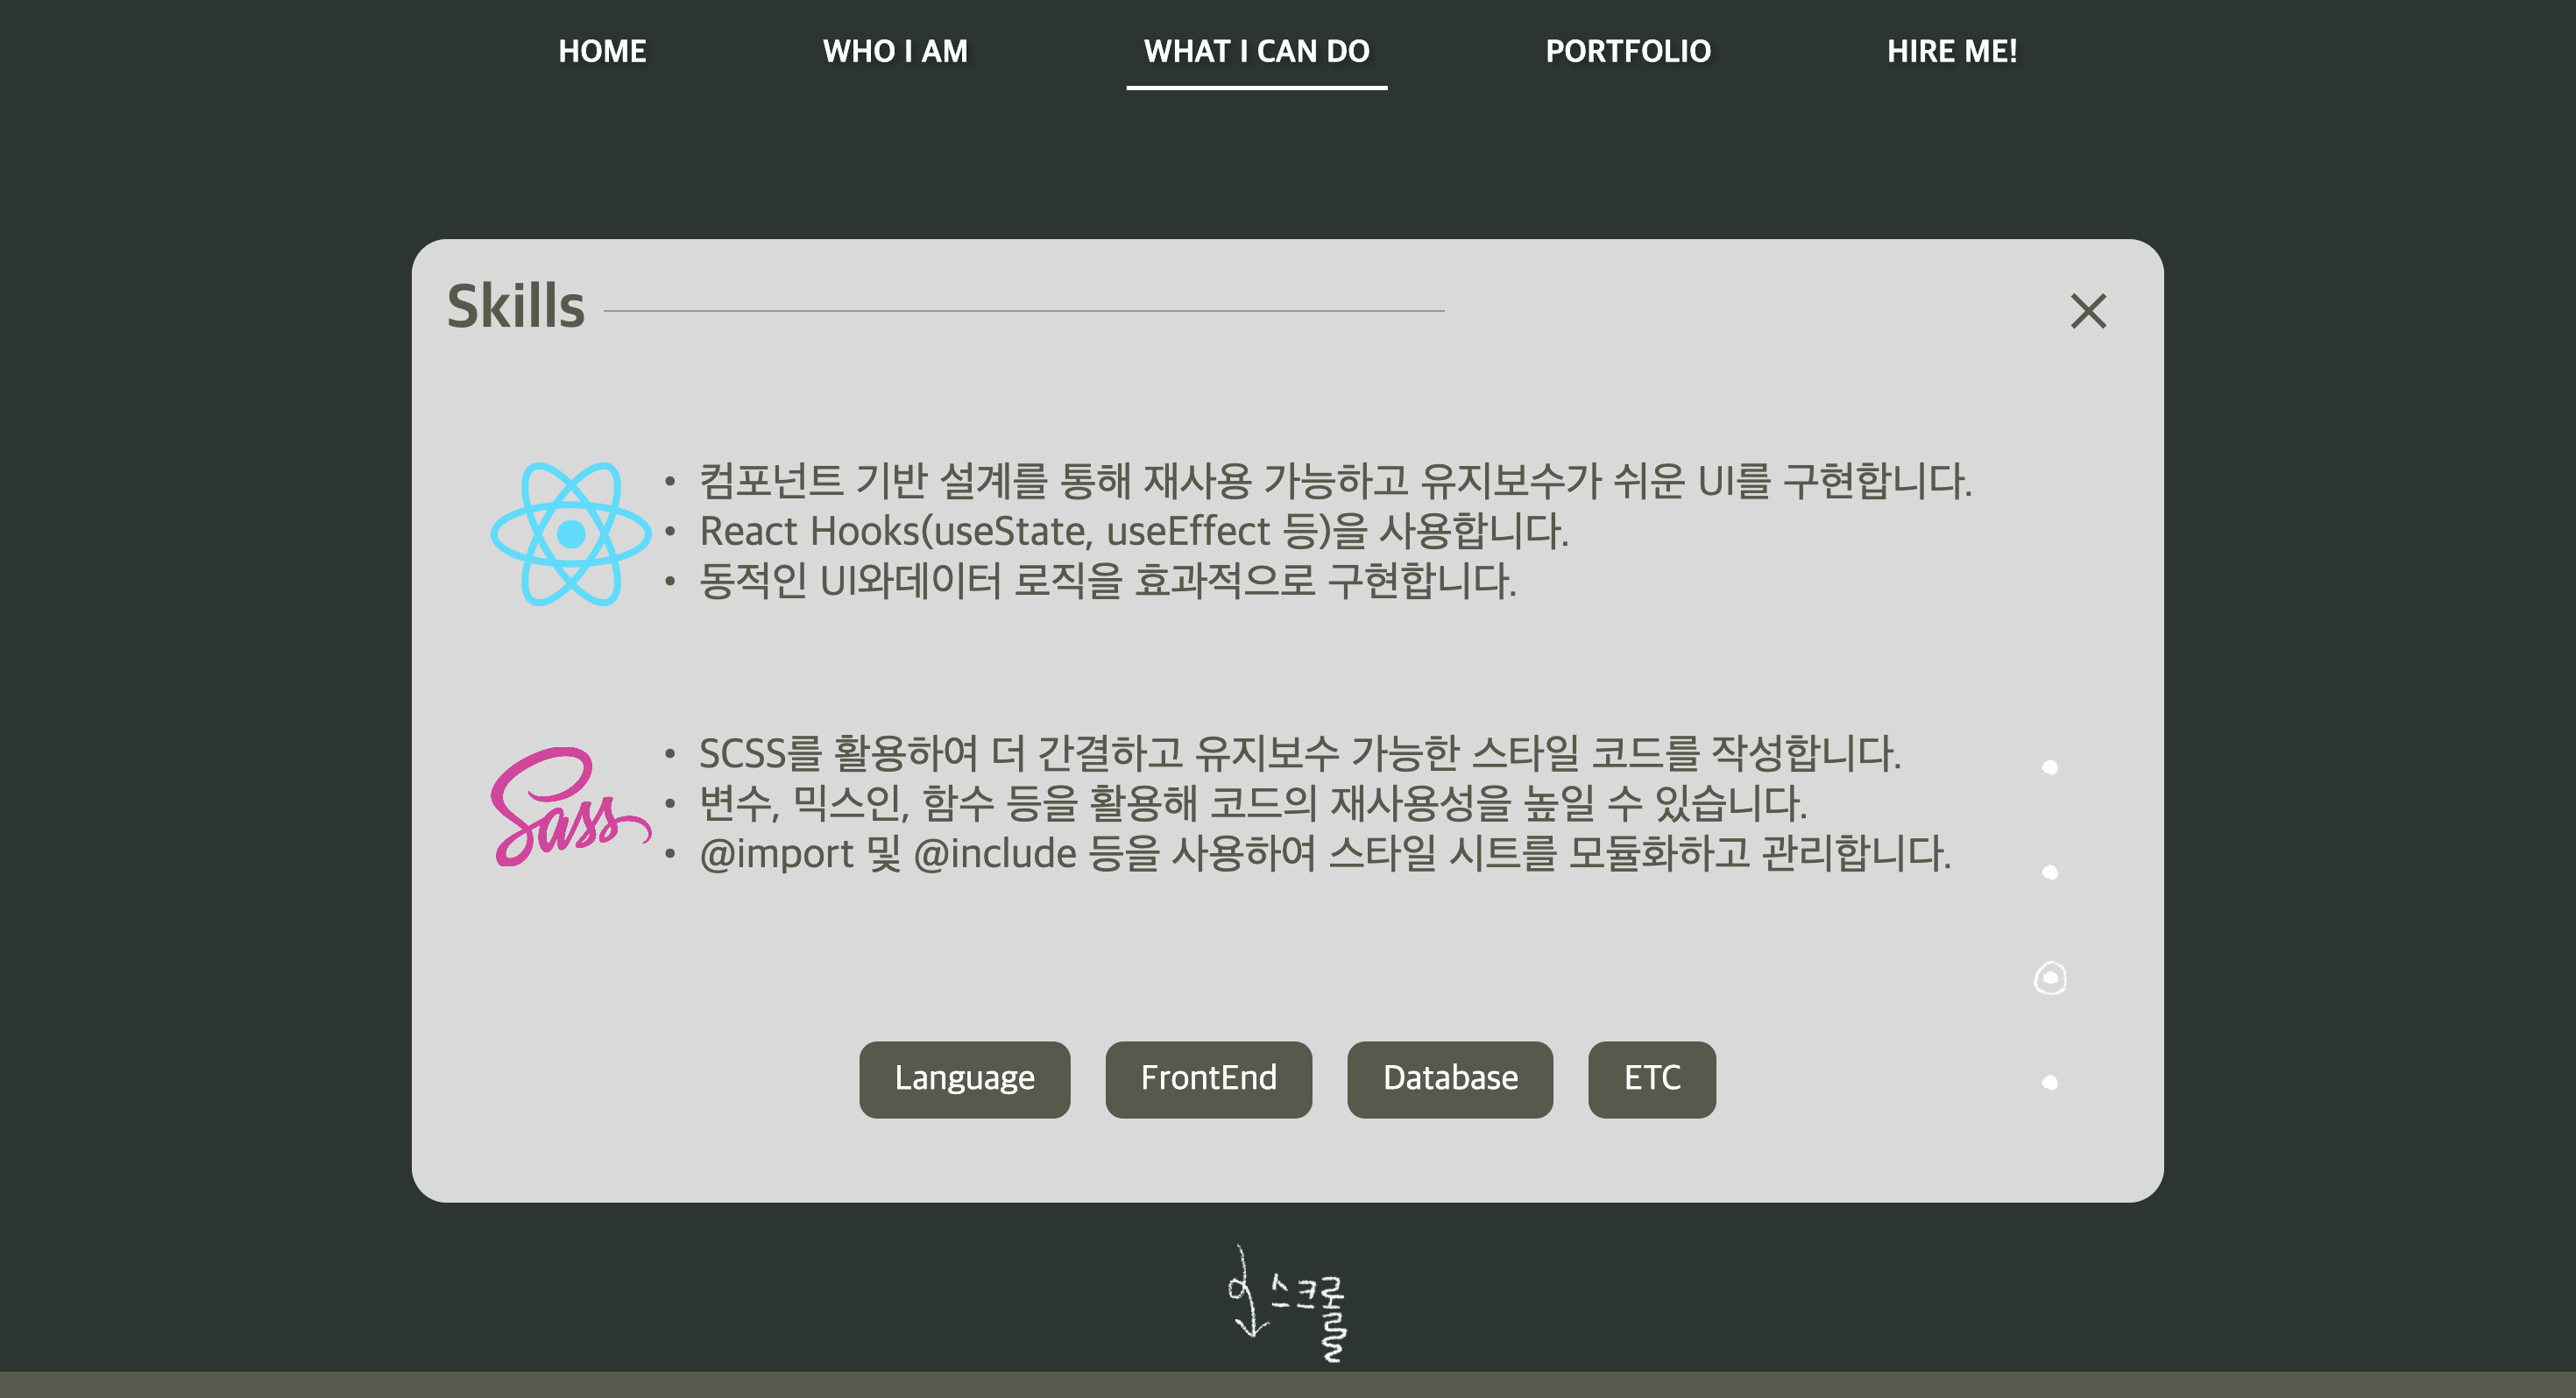 HOME WHO I AM WHAT I CAN DO PORTFOLIO HIRE ME!
Skills
• 컴포넌트 기반 설계를 통해 재사용 가능하고 유지보수가 쉬운 UI를 구현합니다.
• React Hooks(useState, useEffect 등)을 사용합니다.
• 동적인 UI와데이터 로직을 효과적으로 구현합니다.
Sass
• SCSS를 활용하여 더 간결하고 유지보수 가능한 스타일 코드를 작성합니다.
• 변수, 믹스인, 함수 등을 활용해 코드의 재사용성을 높일 수 있습니다.
• @import 및 @include 등을 사용하여 스타일 시트를 모듈화하고 관리합니다.
Language FrontEnd Database ETC
스크롤